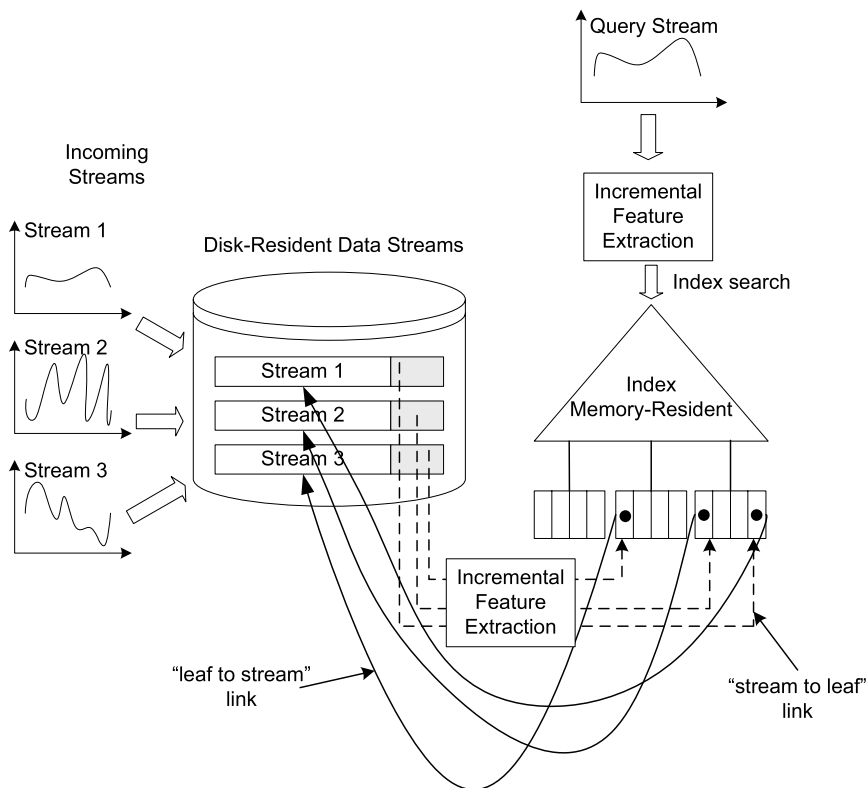 Query Stream
Incoming
Streams
Incremental
Feature
Extraction
Stream 1
Disk-Resident Data Streams
Index search
Stream 2
Stream 1
Index
Memory-Resident
Stream 2
Stream 3
Stream 3
Incremental
Feature
Extraction
“leaf to stream”
link
“stream to leaf”
link